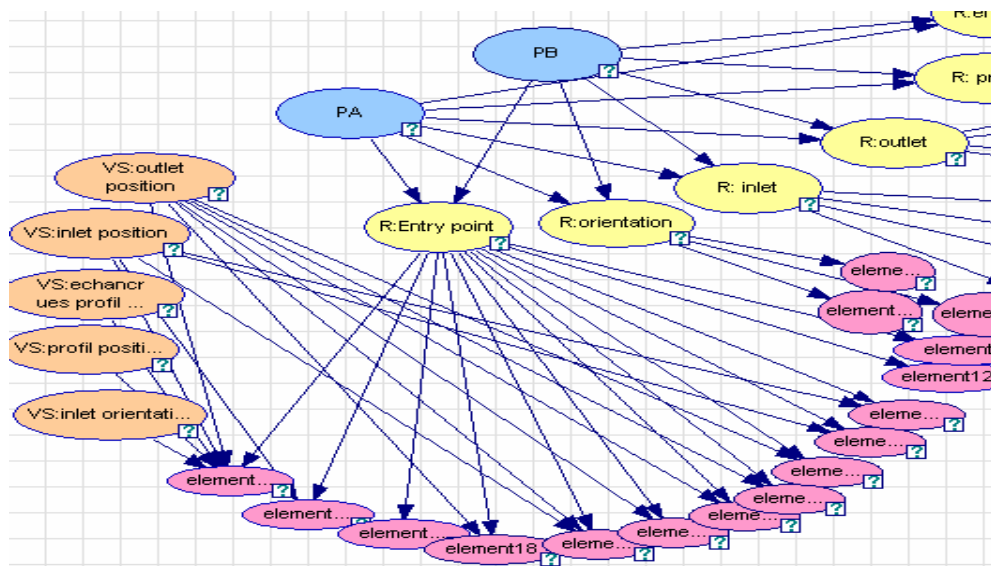 R:er
PB
R: pr
PA
R:outlet
VS:outlet
position
R: inlet
R:Entry point
R:orientation
VS:inlet position
eleme...
VS:echancr
ues profil ...
element...
eleme
element
VS:profil positi...
element12
VS:inlet orientati...
eleme...
eleme...
eleme...
element...
eleme...
element...
eleme...
element...
eleme...
eleme...
element18